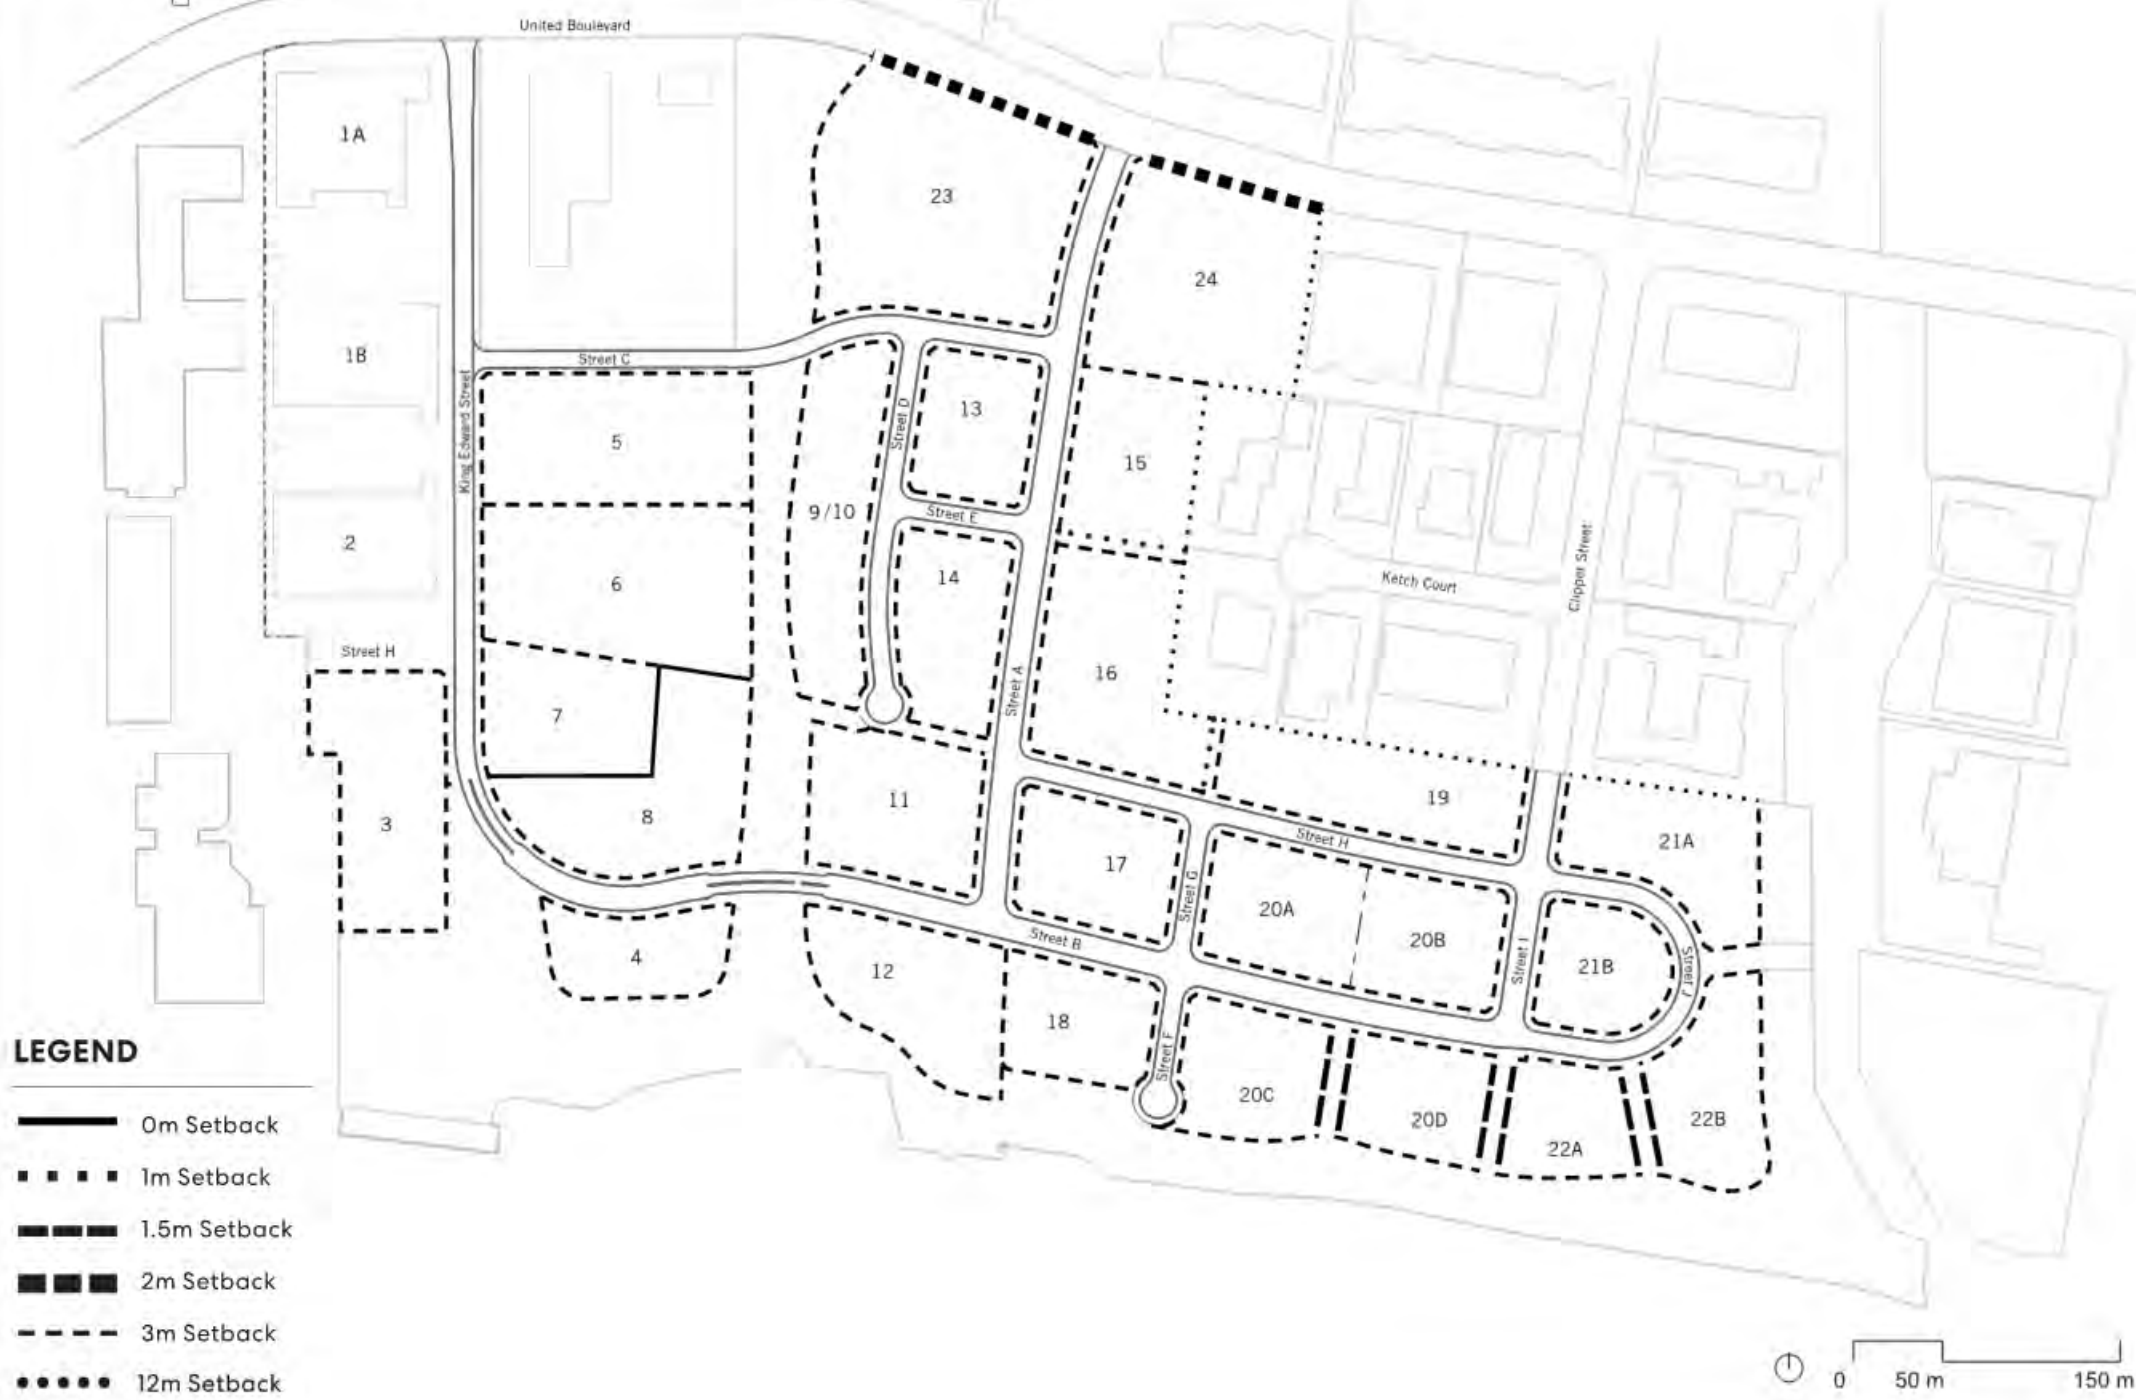 United Boulevard
1A
23
24
1B
Street C
King Edward Street
5
Street D
13
15
9/10
Street E
2
6
14
Ketch Court
Clipper Street
Street H
7
Street A
16
3
8
11
19
Street H
17
21A
Street G
20A
20B
Street B
4
12
Street I
21B
Street J
18
Street F
20C
20D
22A
22B
LEGEND
0m Setback
1m Setback
1.5m Setback
2m Setback
3m Setback
12m Setback
0 50 m 150 m